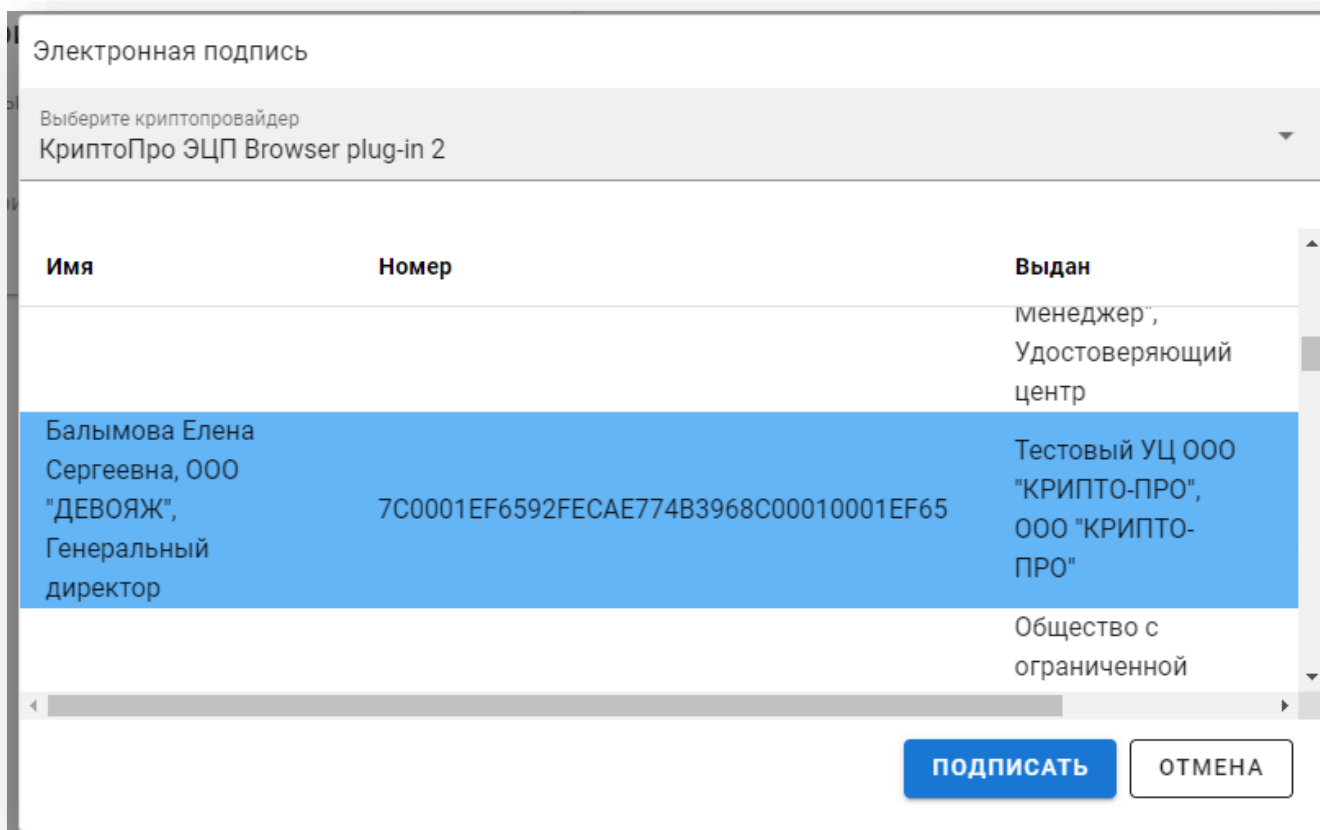 Электронная подпись
Выберите криптопровайдер
КриптоПро ЭЦП Browser plug-in 2
Имя
Номер
Выдан
Менеджер",
Удостоверяющий
центр
Балымова Елена
Сергеевна, ООО
"ДЕВОЯЖ",
Генеральный
директор
7C0001EF6592FECAE774B3968C00010001EF65
Тестовый УЦ ООО
"КРИПТО-ПРО",
ООО "КРИПТО-
ПРО"
Общество с
ограниченной
ПОДПИСАТЬ
ОТМЕНА